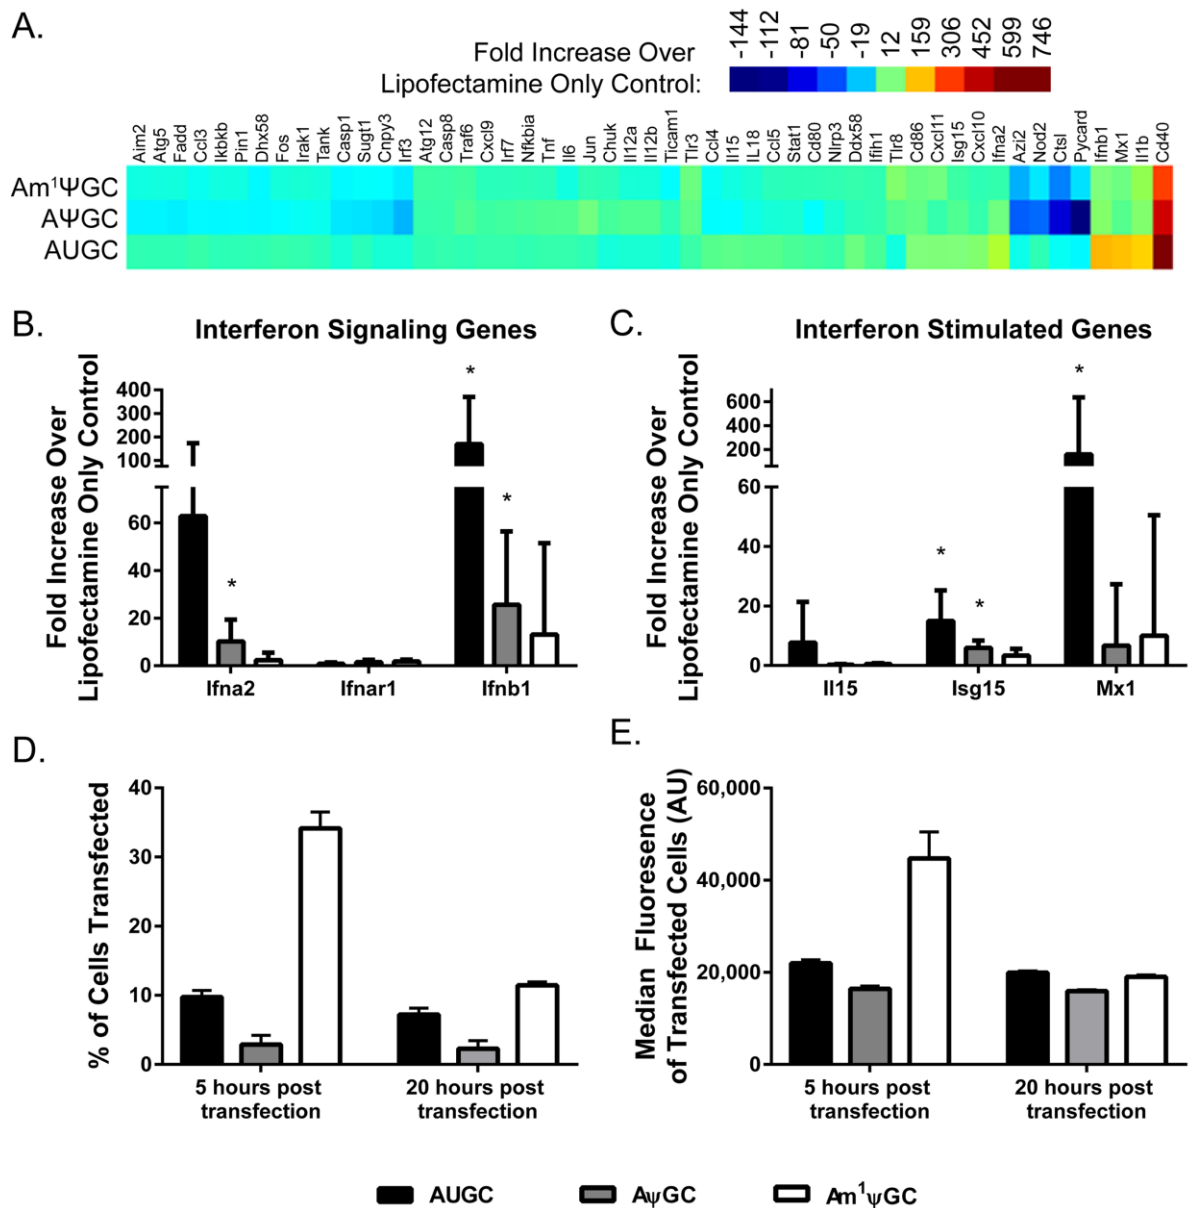 A.
Fold Increase Over
Lipofectamine Only Control:
-144 -112 -81 -50 -19 12 159 306 452 599 746
Aim2 Atg5 Fadd Ccl3 Ikbkb Pin1 Dhx58 Fos Irak1 Tank Casp1 Sugt1 Cnpy3 Irf3 Atg12 Casp8 Traf6 Cxcl9 Irf7 Nfkbia Tnf Il6 Jun Chuk Il12a Il12b Ticam1 Tlr3 Ccl4 Il15 IL18 Ccl5 Stat1 Cd80 Nlrp3 Ddx58 Ifih1 Tlr8 Cd86 Cxcl11 Isg15 Cxcl10 Ifna2 Azi2 Nod2 Ctsl Pycard Ifnb1 Mx1 Il1b Cd40
Am¹ΨGC
AΨGC
AUGC
B.
Interferon Signaling Genes
Fold Increase Over
Lipofectamine Only Control
400
300
200
100
60
40
20
0
* * *
Ifna2 Ifnar1 Ifnb1
C.
Interferon Stimulated Genes
Fold Increase Over
Lipofectamine Only Control
600
400
200
60
40
20
0
* * *
Il15 Isg15 Mx1
D.
% of Cells Transfected
40
30
20
10
0
5 hours post
transfection
20 hours post
transfection
E.
Median Fluoresence
of Transfected Cells (AU)
60,000
40,000
20,000
0
5 hours post
transfection
20 hours post
transfection
AUGC AψGC Am¹ψGC